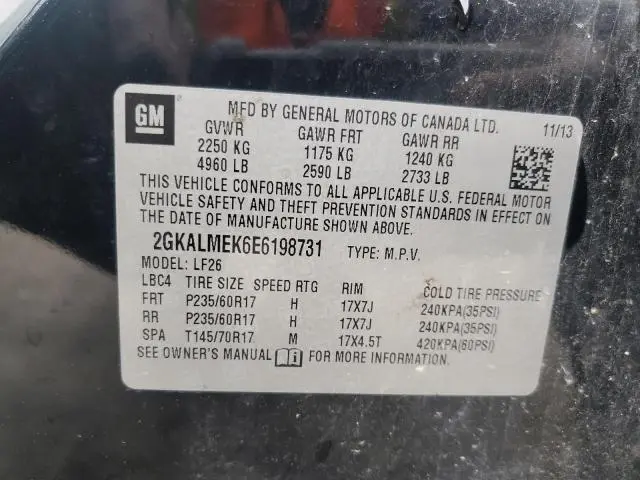 GM
MFD BY GENERAL MOTORS OF CANADA LTD. 11/13
GVWR GAWR FRT GAWR RR
2250 KG 1175 KG 1240 KG
4960 LB 2590 LB 2733 LB
THIS VEHICLE CONFORMS TO ALL APPLICABLE U.S. FEDERAL MOTOR
VEHICLE SAFETY AND THEFT PREVENTION STANDARDS IN EFFECT ON
THE DATE OF MANUFACTURE SHOWN ABOVE.
2GKALMEK6E6198731 TYPE: M.P.V.
MODEL: LF26
LBC4 TIRE SIZE SPEED RTG RIM COLD TIRE PRESSURE
FRT P235/60R17 H 17X7J 240KPA(35PSI)
RR P235/60R17 H 17X7J 240KPA(35PSI)
SPA T145/70R17 M 17X4.5T 420KPA(60PSI)
SEE OWNER'S MANUAL i FOR MORE INFORMATION.